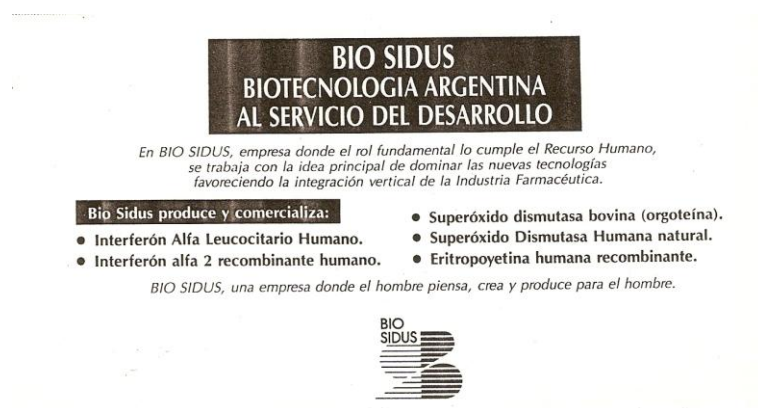 BIO SIDUS
BIOTECNOLOGIA ARGENTINA
AL SERVICIO DEL DESARROLLO
En BIO SIDUS, empresa donde el rol fundamental lo cumple el Recurso Humano,
se trabaja con la idea principal de dominar las nuevas tecnologías
favoreciendo la integración vertical de la Industria Farmacéutica.
Bio Sidus produce y comercializa:
● Interferón Alfa Leucocitario Humano.
● Interferón alfa 2 recombinante humano.
● Superóxido dismutasa bovina (orgoteína).
● Superóxido Dismutasa Humana natural.
● Eritropoyetina humana recombinante.
BIO SIDUS, una empresa donde el hombre piensa, crea y produce para el hombre.
BIO
SIDUS